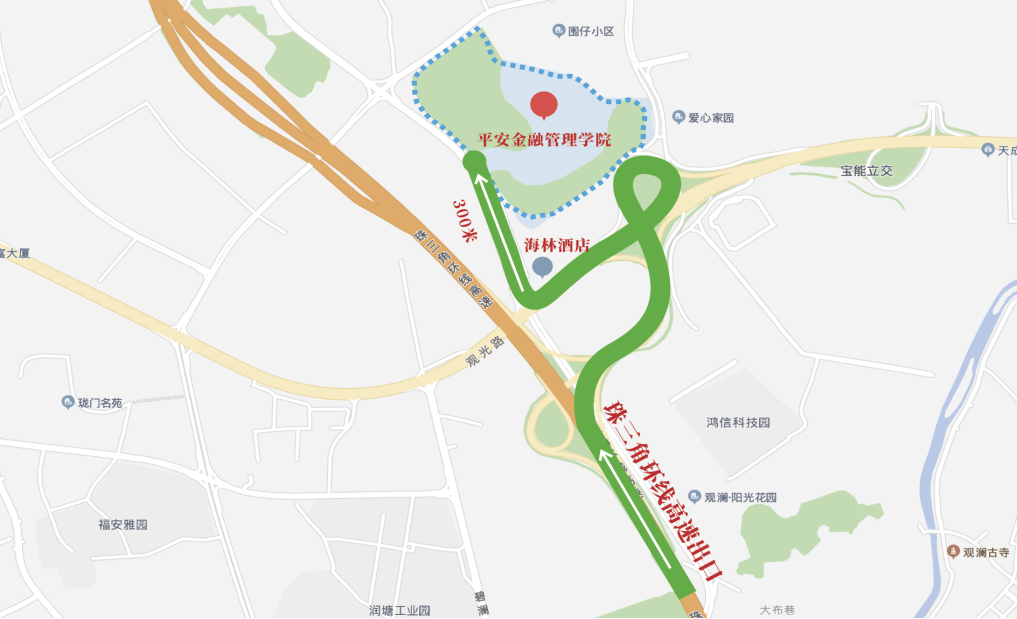 围仔小区
爱心家园
平安金融管理学院
天成
宝能立交
300米
海林酒店
珠三角环线高速
富大厦
观光路
珑门名苑
珠三角环线高速出口
鸿信科技园
观澜·阳光花园
福安雅园
观澜古寺
碧澜
润塘工业园
大布巷
珠